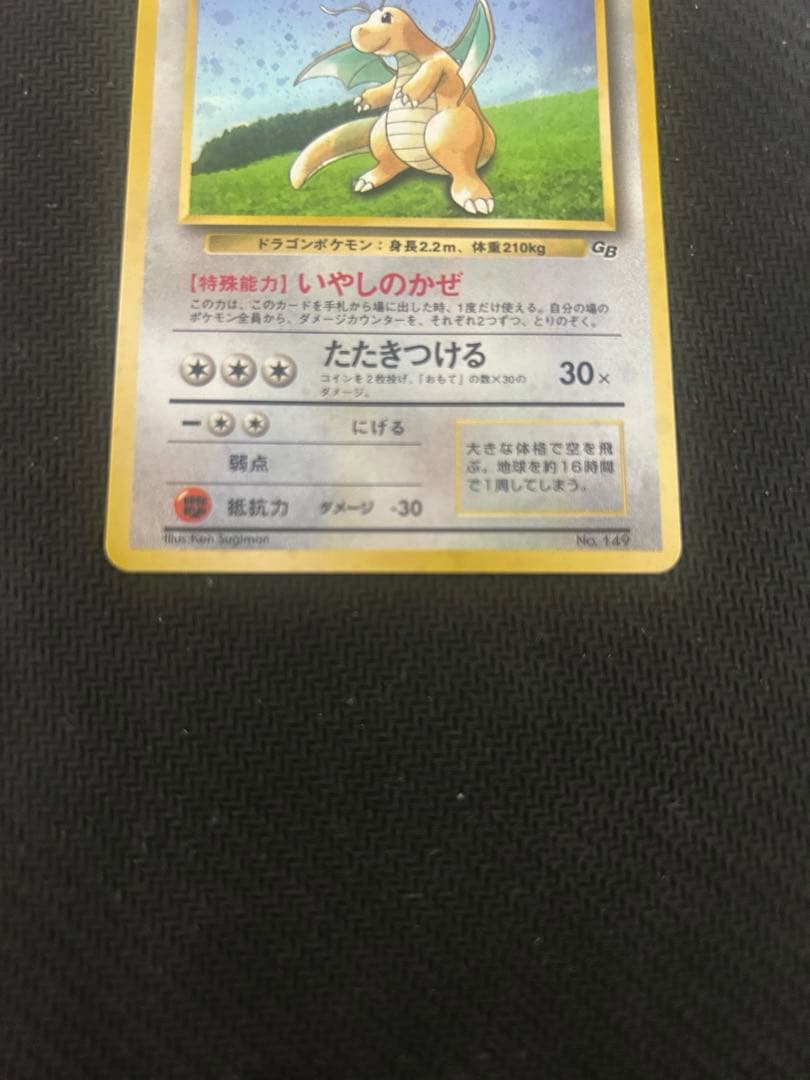 ドラゴンポケモン：身長2.2m、体重210kg
GB
【特殊能力】いやしのかぜ
この力は、このカードを手札から場に出した時、1度だけ使える。自分の場の
ポケモン全員から、ダメージカウンターを、それぞれ2つずつ、とりのぞく。
たたきつける 30×
コインを2枚投げ、「おもて」の数×30の
ダメージ。
にげる
弱点
抵抗力 ダメージ -30
大きな体格で空を飛
ぶ。地球を約16時間
で1周してしまう。
Illus. Ken Sugimori
No. 149